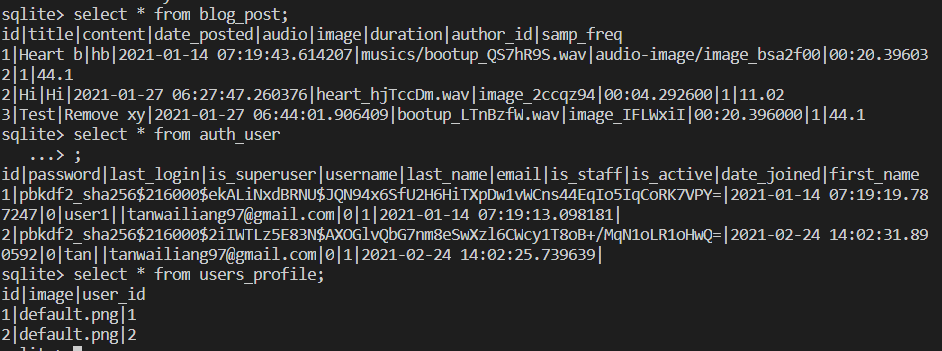 sqlite> select * from blog_post;
id|title|content|date_posted|audio|image|duration|author_id|samp_freq
1|Heart b|hb|2021-01-14 07:19:43.614207|musics/bootup_QS7hR9S.wav|audio-image/image_bsa2f00|00:20.39603
2|1|44.1
2|Hi|Hi|2021-01-27 06:27:47.260376|heart_hjTccDm.wav|image_2ccqz94|00:04.292600|1|11.02
3|Test|Remove xy|2021-01-27 06:44:01.906409|bootup_LTnBzfW.wav|image_IFLWxiI|00:20.396000|1|44.1
sqlite> select * from auth_user
...> ;
id|password|last_login|is_superuser|username|last_name|email|is_staff|is_active|date_joined|first_name
1|pbkdf2_sha256$216000$ekALiNxdBRNU$JQN94x6SfU2H6HiTXpDw1vWCns44EqIo5IqCoRK7VPY=|2021-01-14 07:19:19.78
7247|0|user1||tanwailiang97@gmail.com|0|1|2021-01-14 07:19:13.098181|
2|pbkdf2_sha256$216000$2iIWTLz5E83N$AXOGlvQbG7nm8eSwXzl6CWcy1T8oB+/MqN1oLR1oHwQ=|2021-02-24 14:02:31.89
0592|0|tan||tanwailiang97@gmail.com|0|1|2021-02-24 14:02:25.739639|
sqlite> select * from users_profile;
id|image|user_id
1|default.png|1
2|default.png|2